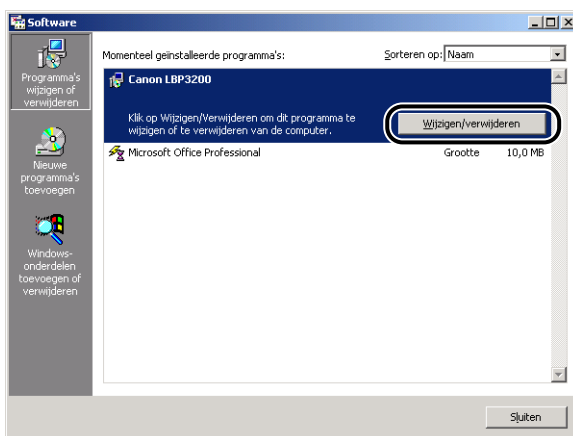 Software
Programma's
wijzigen of
verwijderen
Nieuwe
programma's
toevoegen
Windows-
onderdelen
toevoegen of
verwijderen
Momenteel geïnstalleerde programma's:
Sorteren op: Naam
Canon LBP3200
Klik op Wijzigen/Verwijderen om dit programma te
wijzigen of te verwijderen van de computer.
Wijzigen/verwijderen
Microsoft Office Professional Grootte 10,0 MB
Sluiten